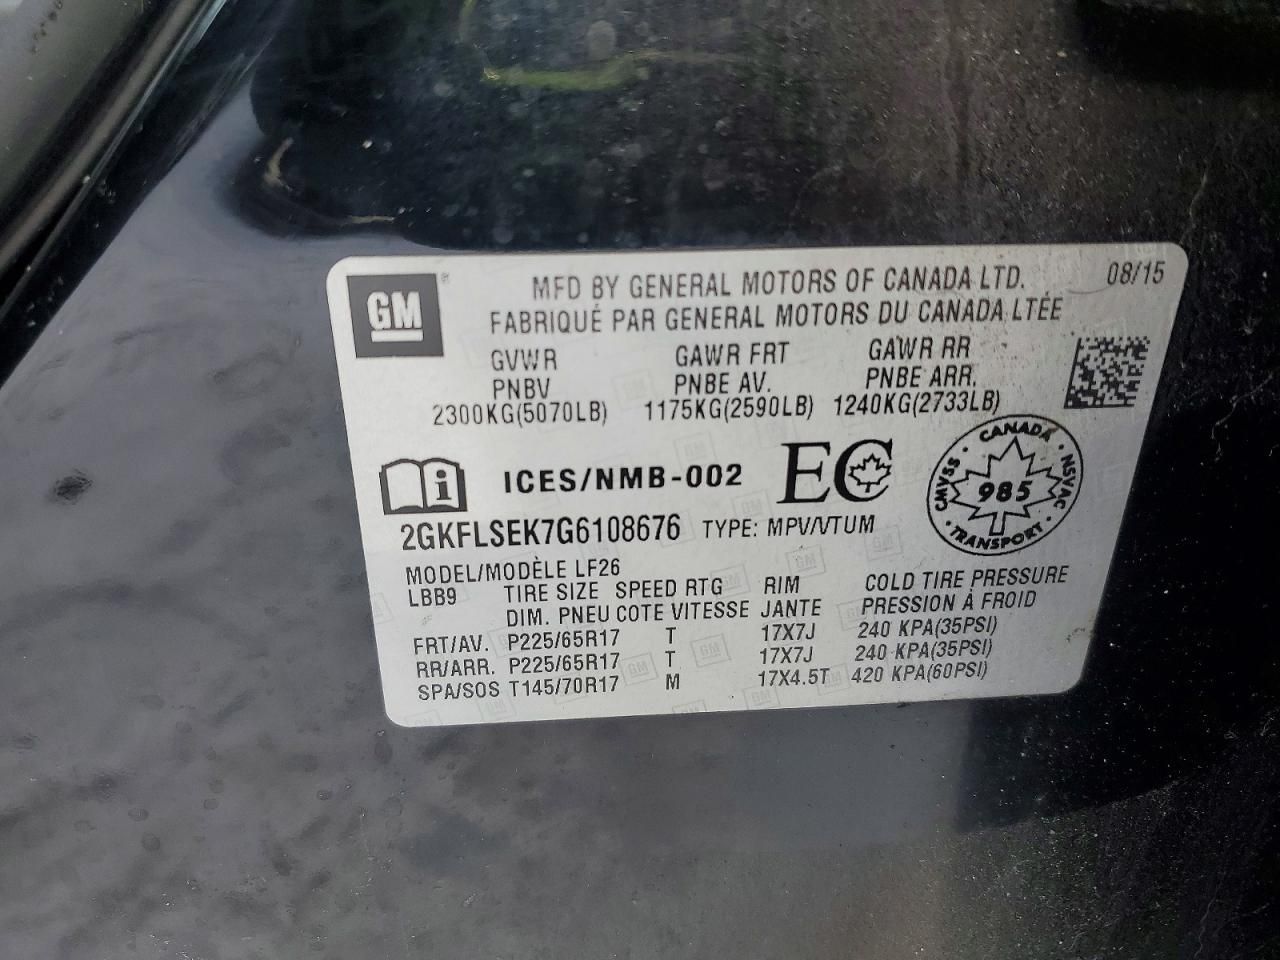 GM
MFD BY GENERAL MOTORS OF CANADA LTD. 08/15
FABRIQUÉ PAR GENERAL MOTORS DU CANADA LTÉE
GVWR GAWR FRT GAWR RR
PNBV PNBE AV. PNBE ARR.
2300KG(5070LB) 1175KG(2590LB) 1240KG(2733LB)
i ICES/NMB-002 EC
CANADA
CMVSS 985 NSVAC
TRANSPORT
2GKFLSEK7G6108676 TYPE: MPV/VTUM
MODEL/MODÈLE LF26
LBB9 TIRE SIZE SPEED RTG RIM COLD TIRE PRESSURE
DIM. PNEU COTE VITESSE JANTE PRESSION À FROID
FRT/AV. P225/65R17 T 17X7J 240 KPA(35PSI)
RR/ARR. P225/65R17 T 17X7J 240 KPA(35PSI)
SPA/SOS T145/70R17 M 17X4.5T 420 KPA(60PSI)